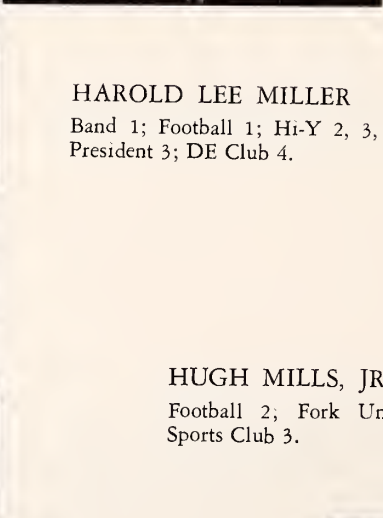 HAROLD LEE MILLER
Band 1; Football 1; Hi-Y 2, 3,
President 3; DE Club 4.
HUGH MILLS, JR
Football 2; Fork
Sports Club 3.